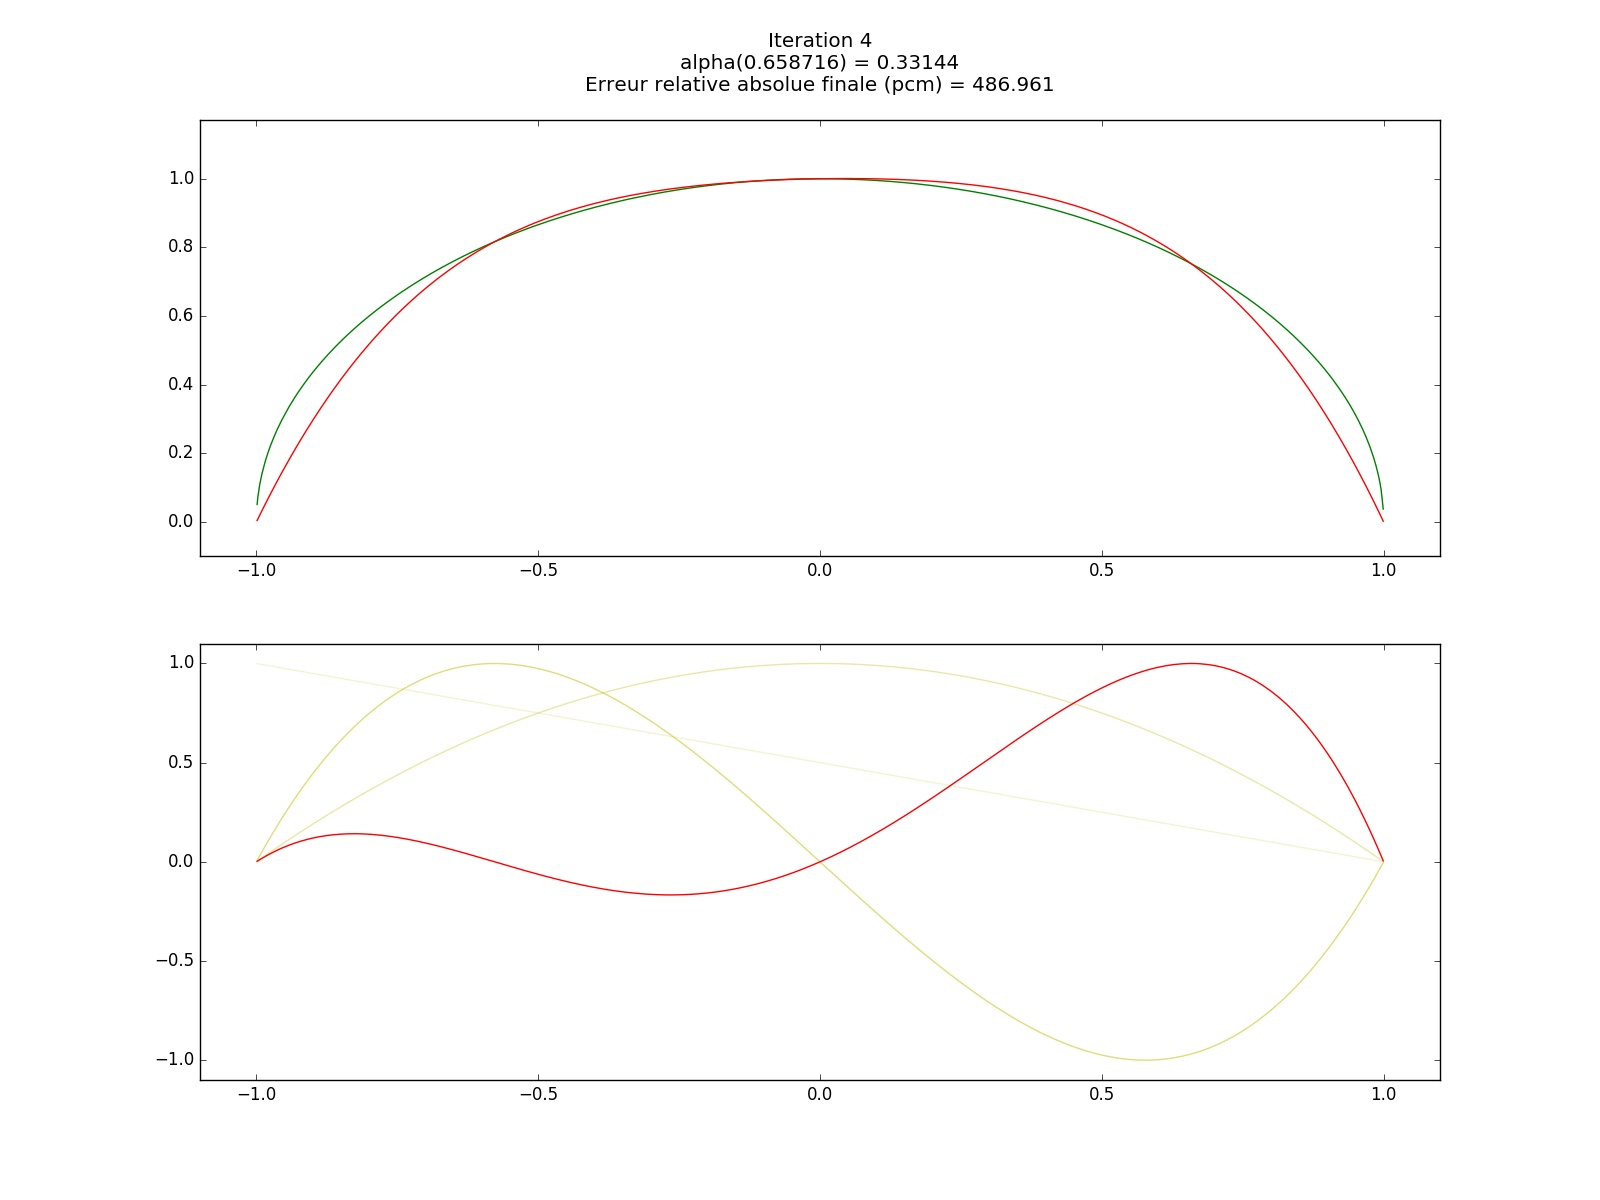 Iteration 4
alpha(0.658716) = 0.33144
Erreur relative absolue finale (pcm) = 486.961
1.0
0.8
0.6
0.4
0.2
0.0
−1.0 −0.5 0.0 0.5 1.0
1.0
0.5
0.0
−0.5
−1.0
−1.0 −0.5 0.0 0.5 1.0